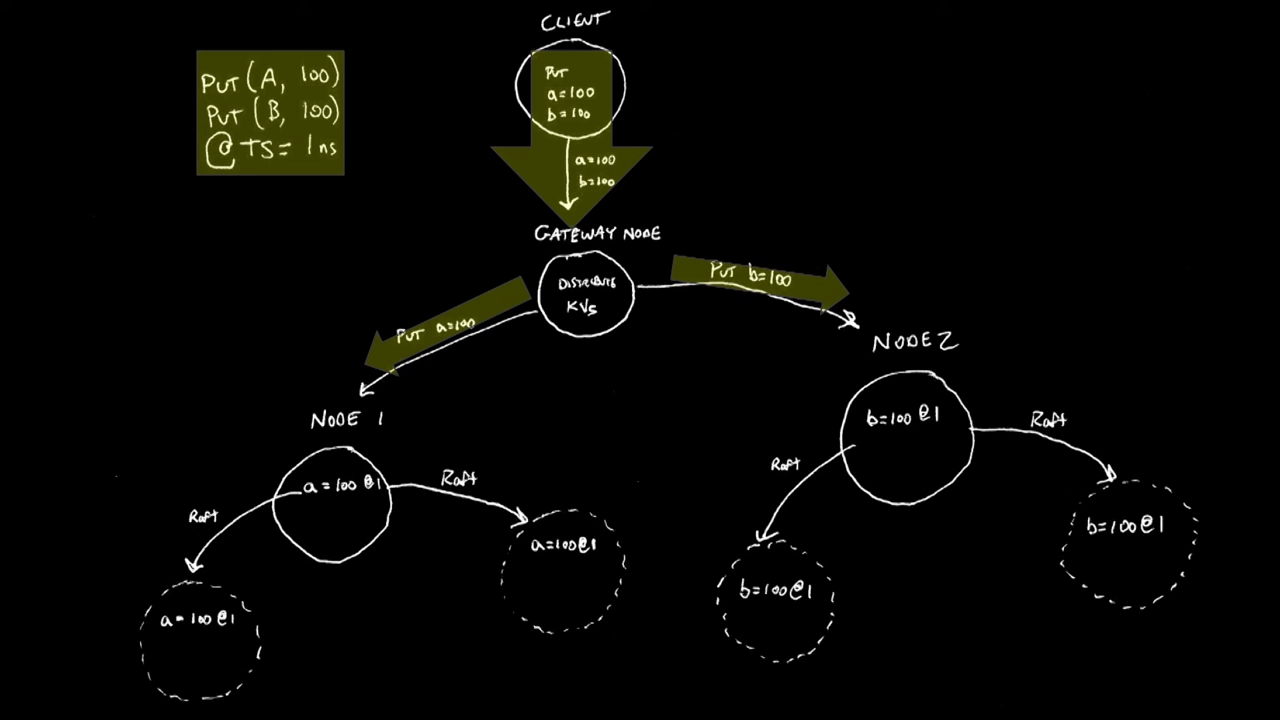 CLIENT
PUT (A, 100)
PUT (B, 100)
@ TS = 1ns
PUT
a=100
b=100
a=100
b=100
GATEWAY NODE
DISTRIBUTE
KVs
PUT b=100
PUT a=100
NODE 2
NODE 1
b=100 @1
Raft
Raft
a=100 @1
Raft
Raft
b=100@1
a=100@1
b=100@1
a=100@1